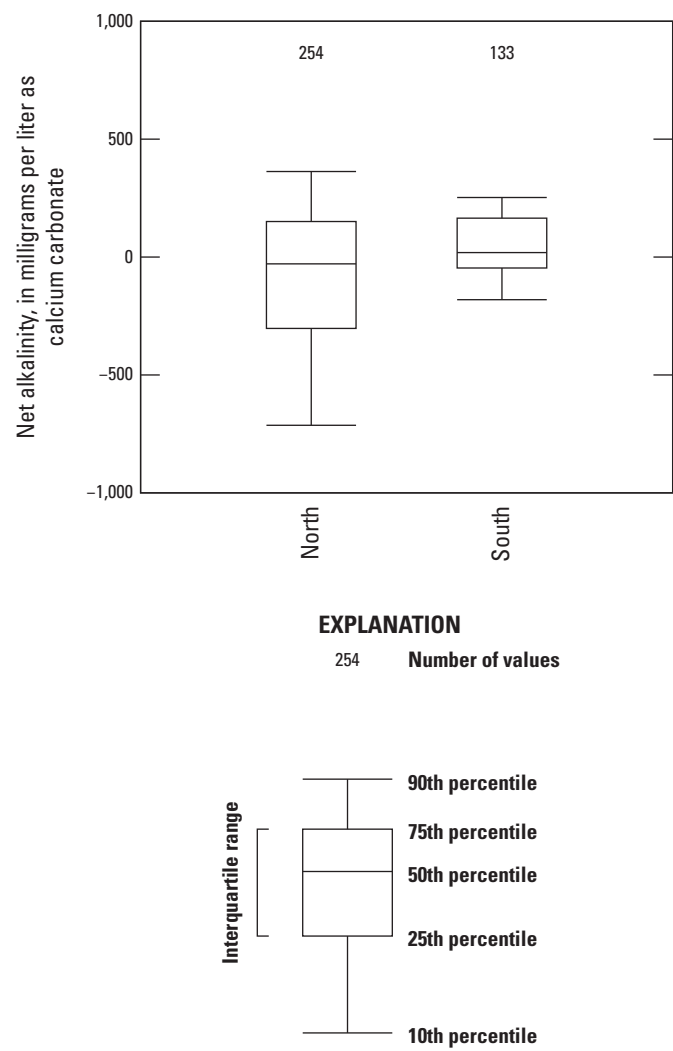 Net alkalinity, in milligrams per liter as
calcium carbonate
1,000
500
0
–500
–1,000
254
133
North
South
EXPLANATION
254 Number of values
Interquartile range
90th percentile
75th percentile
50th percentile
25th percentile
10th percentile